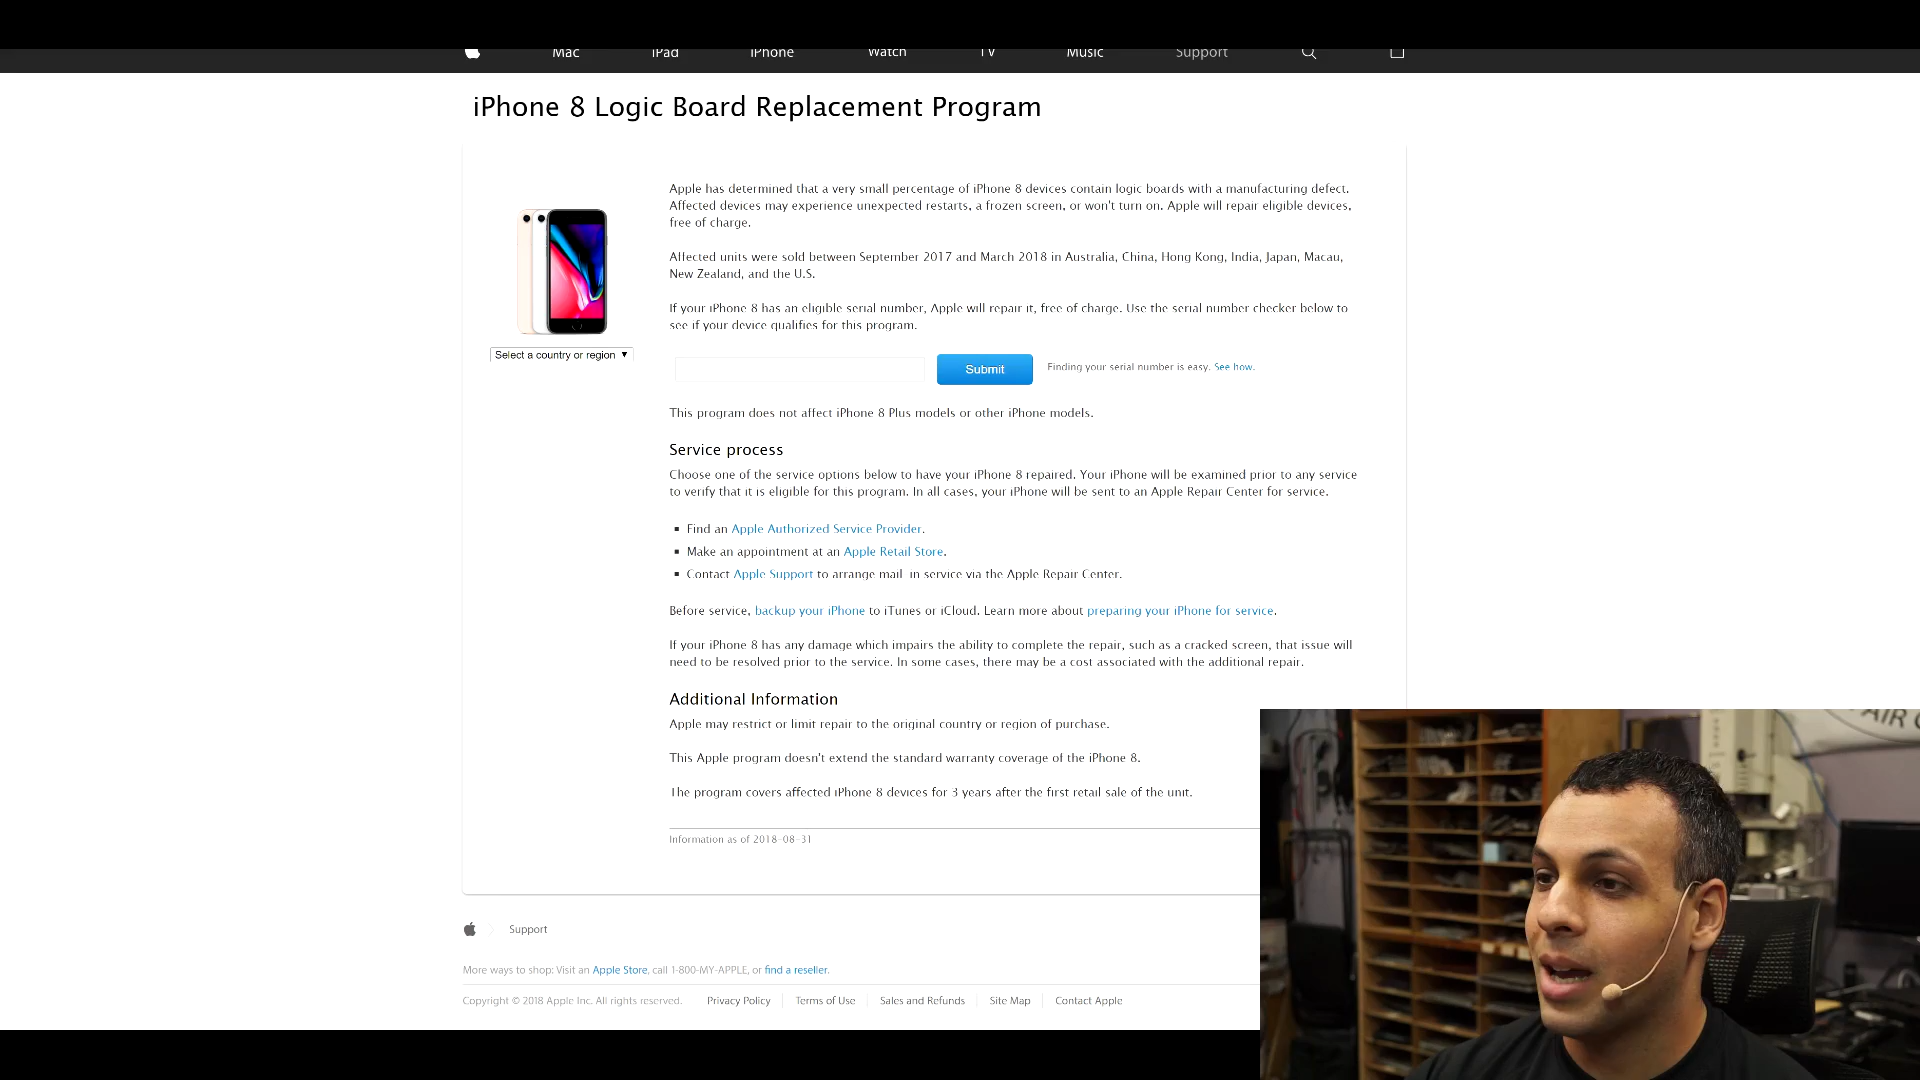 Mac iPad iPhone Watch TV Music Support
iPhone 8 Logic Board Replacement Program
Apple has determined that a very small percentage of iPhone 8 devices contain logic boards with a manufacturing defect.
Affected devices may experience unexpected restarts, a frozen screen, or won't turn on. Apple will repair eligible devices,
free of charge.
Affected units were sold between September 2017 and March 2018 in Australia, China, Hong Kong, India, Japan, Macau,
New Zealand, and the U.S.
If your iPhone 8 has an eligible serial number, Apple will repair it, free of charge. Use the serial number checker below to
see if your device qualifies for this program.
Select a country or region
Submit
Finding your serial number is easy. See how.
This program does not affect iPhone 8 Plus models or other iPhone models.
Service process
Choose one of the service options below to have your iPhone 8 repaired. Your iPhone will be examined prior to any service
to verify that it is eligible for this program. In all cases, your iPhone will be sent to an Apple Repair Center for service.
Find an Apple Authorized Service Provider.
Make an appointment at an Apple Retail Store.
Contact Apple Support to arrange mail in service via the Apple Repair Center.
Before service, backup your iPhone to iTunes or iCloud. Learn more about preparing your iPhone for service.
If your iPhone 8 has any damage which impairs the ability to complete the repair, such as a cracked screen, that issue will
need to be resolved prior to the service. In some cases, there may be a cost associated with the additional repair.
Additional Information
Apple may restrict or limit repair to the original country or region of purchase.
This Apple program doesn't extend the standard warranty coverage of the iPhone 8.
The program covers affected iPhone 8 devices for 3 years after the first retail sale of the unit.
Information as of 2018-08-31
Support
More ways to shop: Visit an Apple Store, call 1-800-MY-APPLE, or find a reseller.
Copyright © 2018 Apple Inc. All rights reserved. Privacy Policy Terms of Use Sales and Refunds Site Map Contact Apple